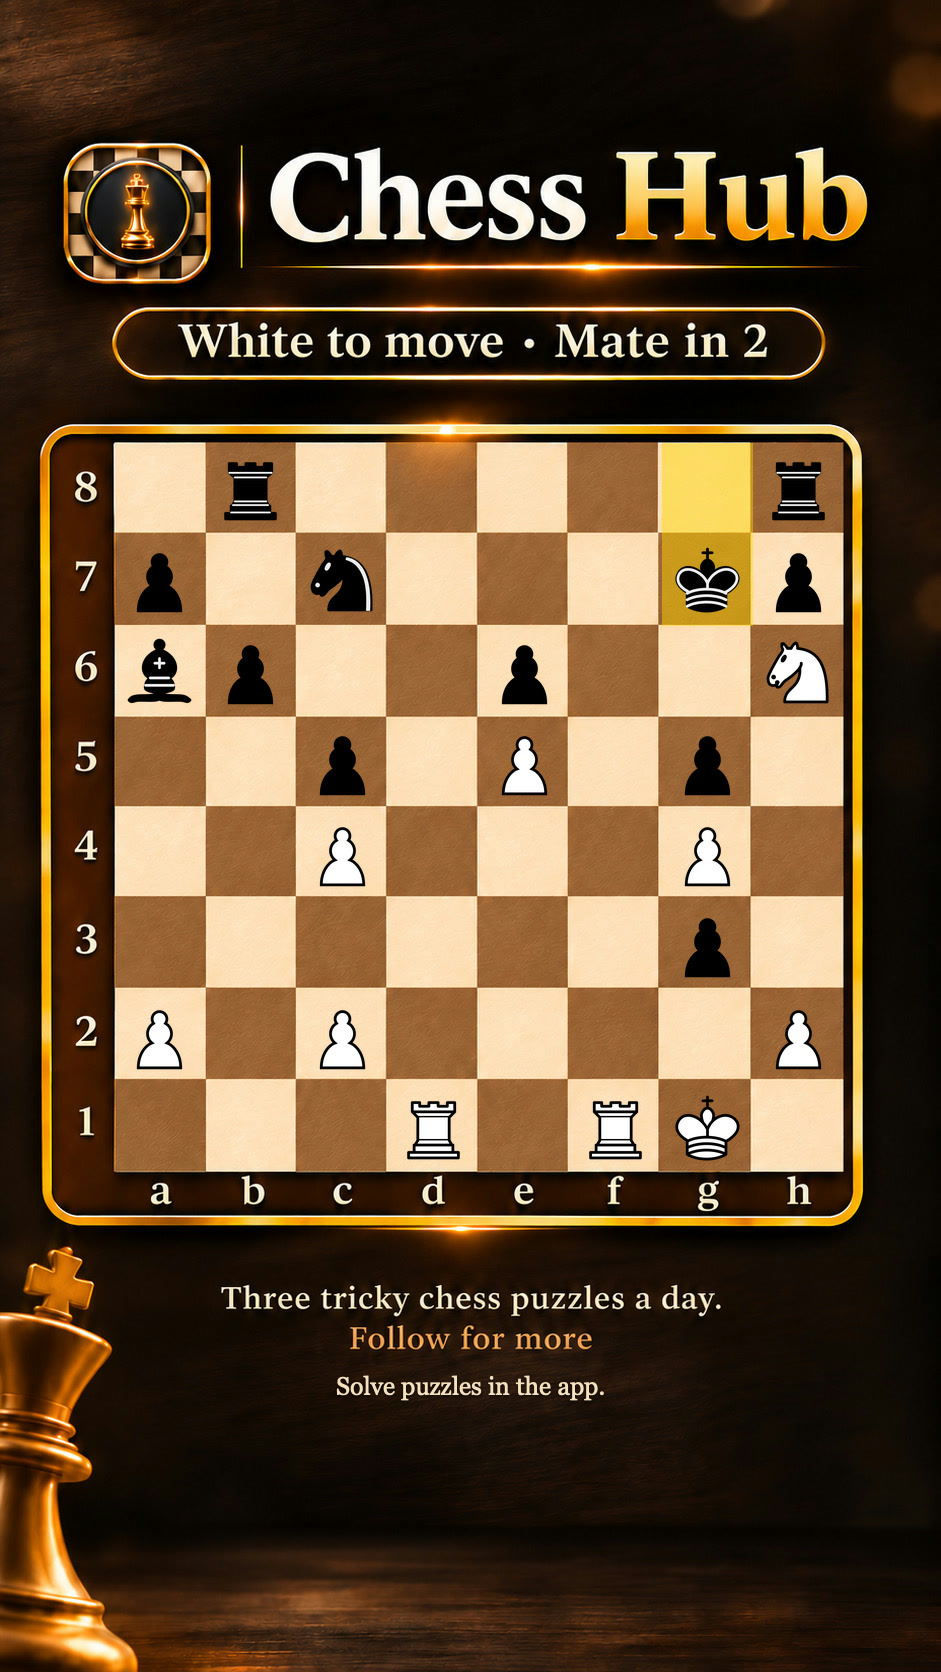 Chess Hub
White to move • Mate in 2
8
7
6
5
4
3
2
1
a b c d e f g h
Three tricky chess puzzles a day.
Follow for more
Solve puzzles in the app.